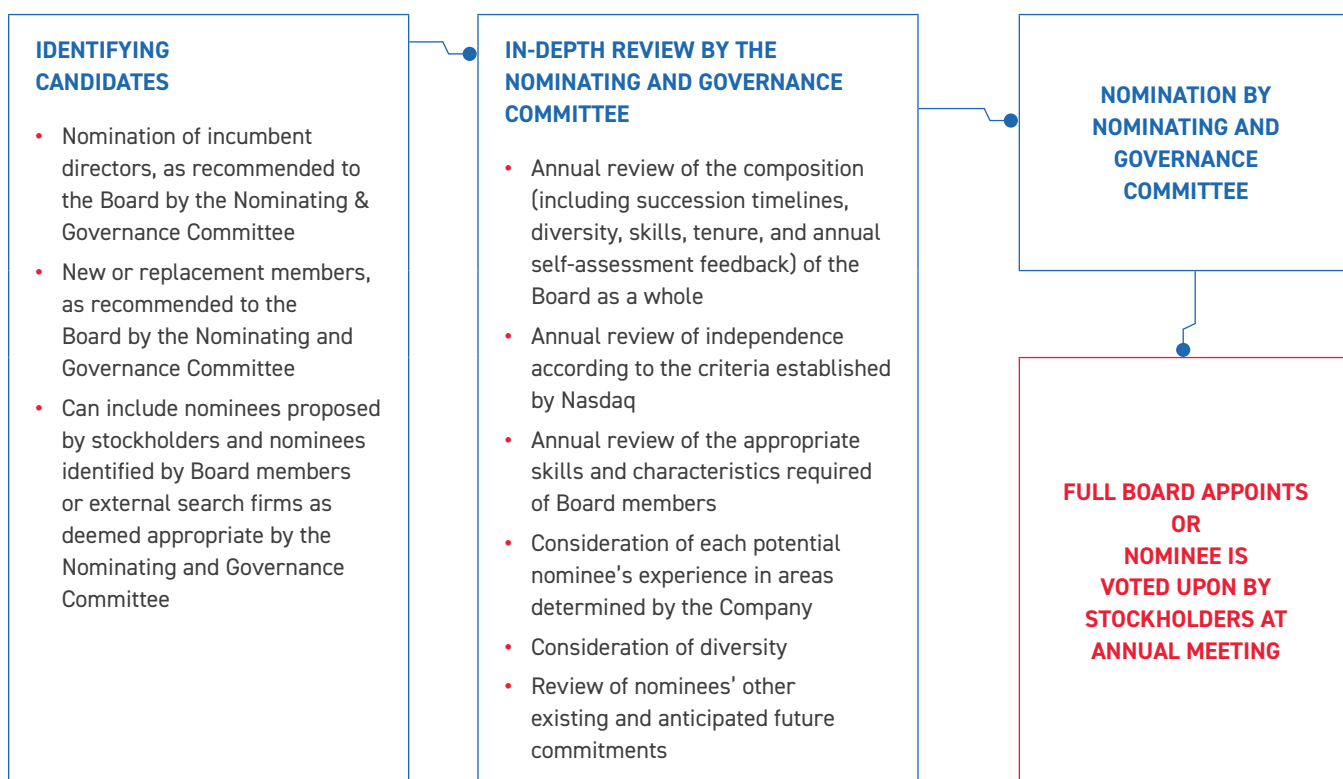 IDENTIFYING
CANDIDATES
• Nomination of incumbent
directors, as recommended to
the Board by the Nominating &
Governance Committee
• New or replacement members,
as recommended to the
Board by the Nominating and
Governance Committee
• Can include nominees proposed
by stockholders and nominees
identified by Board members
or external search firms as
deemed appropriate by the
Nominating and Governance
Committee
IN-DEPTH REVIEW BY THE
NOMINATING AND GOVERNANCE
COMMITTEE
• Annual review of the composition
(including succession timelines,
diversity, skills, tenure, and annual
self-assessment feedback) of the
Board as a whole
• Annual review of independence
according to the criteria established
by Nasdaq
• Annual review of the appropriate
skills and characteristics required
of Board members
• Consideration of each potential
nominee’s experience in areas
determined by the Company
• Consideration of diversity
• Review of nominees’ other
existing and anticipated future
commitments
NOMINATION BY
NOMINATING AND
GOVERNANCE
COMMITTEE
FULL BOARD APPOINTS
OR
NOMINEE IS
VOTED UPON BY
STOCKHOLDERS AT
ANNUAL MEETING